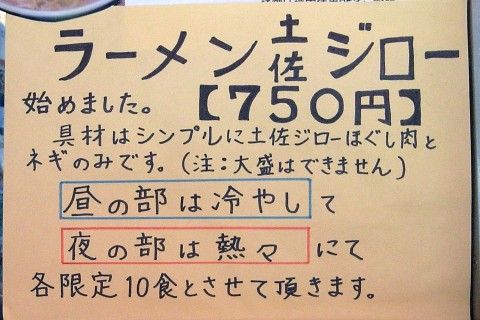 ラーメン土佐ジロー
始めました。【750円】
具材はシンプルに土佐ジローほぐし肉と
ネギのみです。(注:大盛はできません)
昼の部は冷やして
夜の部は熱々にて
各限定10食とさせて頂きます。